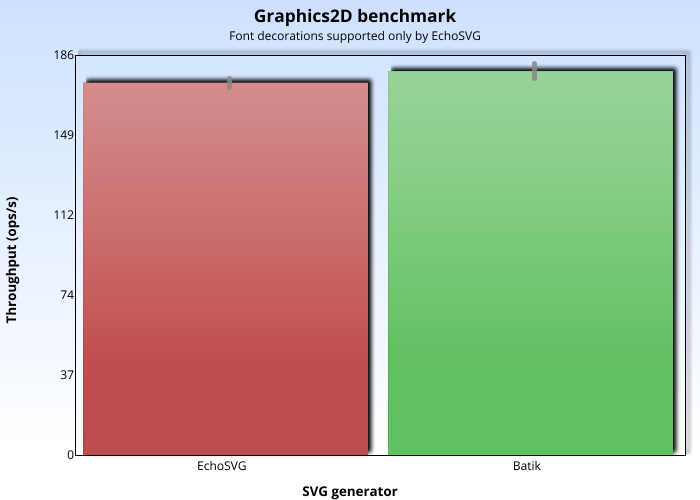 Graphics2D benchmark
Font decorations supported only by EchoSVG
Throughput (ops/s)
186
149
112
74
37
0
EchoSVG
Batik
SVG generator